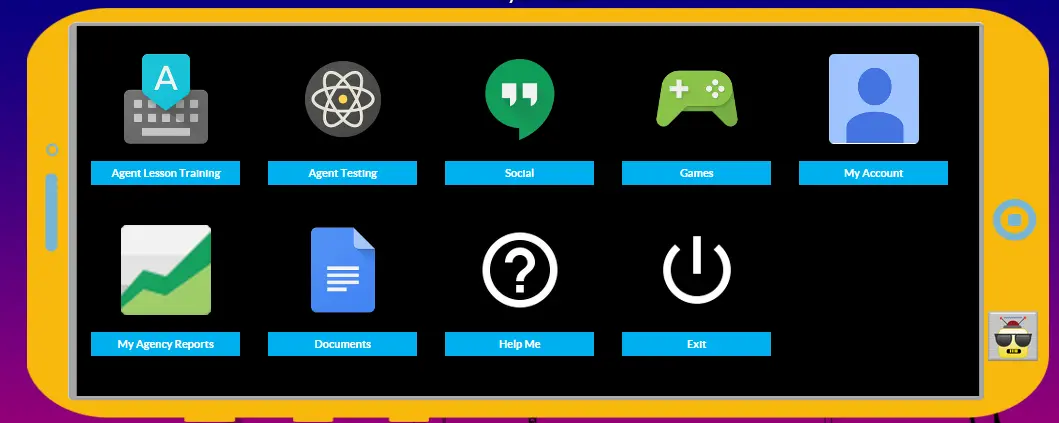 A
Agent Lesson Training
Agent Testing
Social
Games
My Account
My Agency Reports
Documents
?
Help Me
Exit